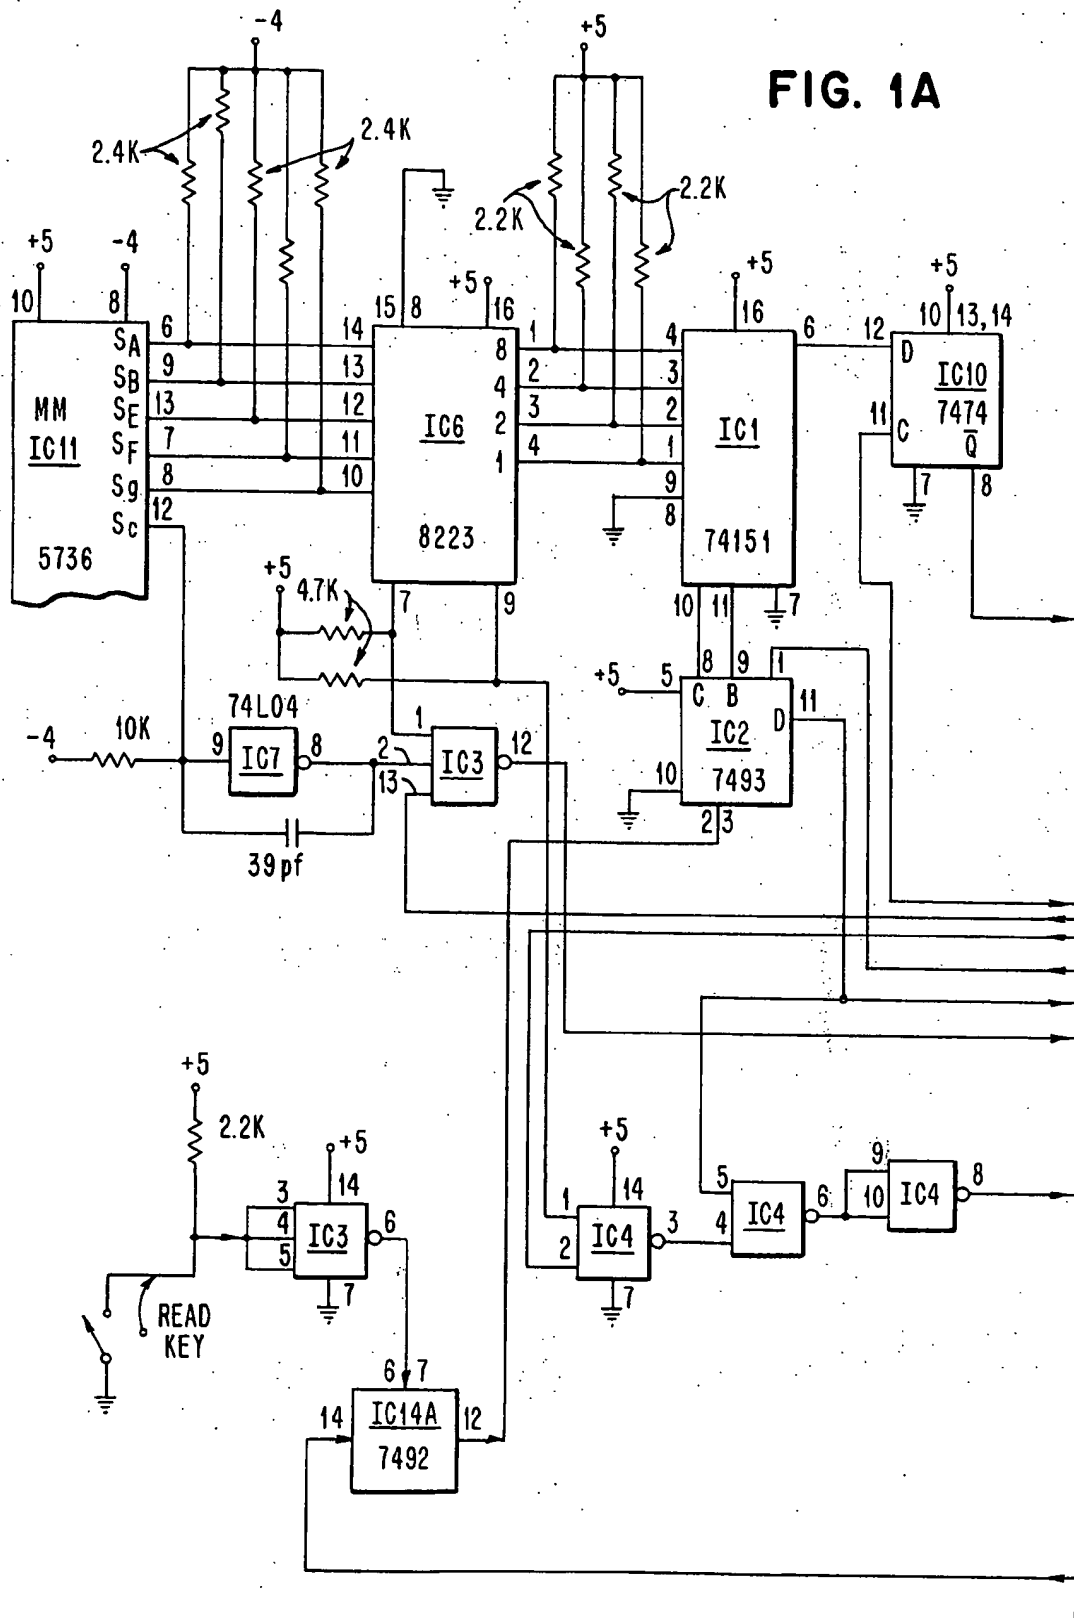 FIG. 1A
-4
+5
2.4K
2.4K
2.2K
2.2K
+5
-4
10
8
15 8
+5
16
+5
16
+5
10 13, 14
MM
IC11
5736
SA
6
SB
9
SE
13
SF
7
Sg
8
Sc
12
14
13
12
11
10
IC6
8223
8
4
2
1
1
2
3
4
7
9
4
3
2
1
9
8
IC1
74151
6
10
11
7
12
D
IC10
7474
Q̅
11
C
7
8
+5
4.7K
-4
10K
74L04
9
IC7
8
39pf
1
2
13
IC3
12
+5
5
8
9
1
C
B
D
11
IC2
7493
10
2 3
+5
2.2K
+5
14
3
4
5
IC3
6
7
READ
KEY
6 7
14
IC14A
7492
12
+5
14
1
2
IC4
3
7
5
4
IC4
6
9
10
IC4
8